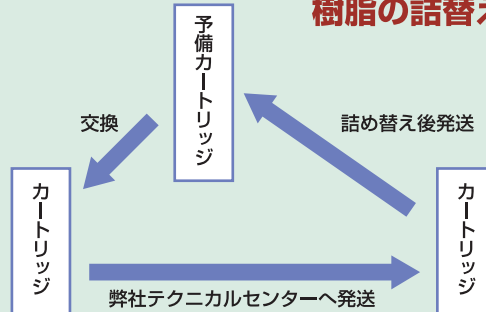 樹脂の詰替え
予備カートリッジ
交換
詰め替え後発送
カートリッジ
カートリッジ
弊社テクニカルセンターへ発送